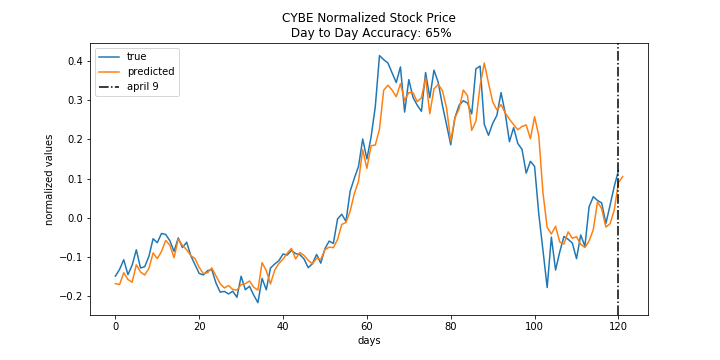 CYBE Normalized Stock Price
Day to Day Accuracy: 65%
true
predicted
april 9
normalized values
0.4
0.3
0.2
0.1
0.0
−0.1
−0.2
0 20 40 60 80 100 120
days